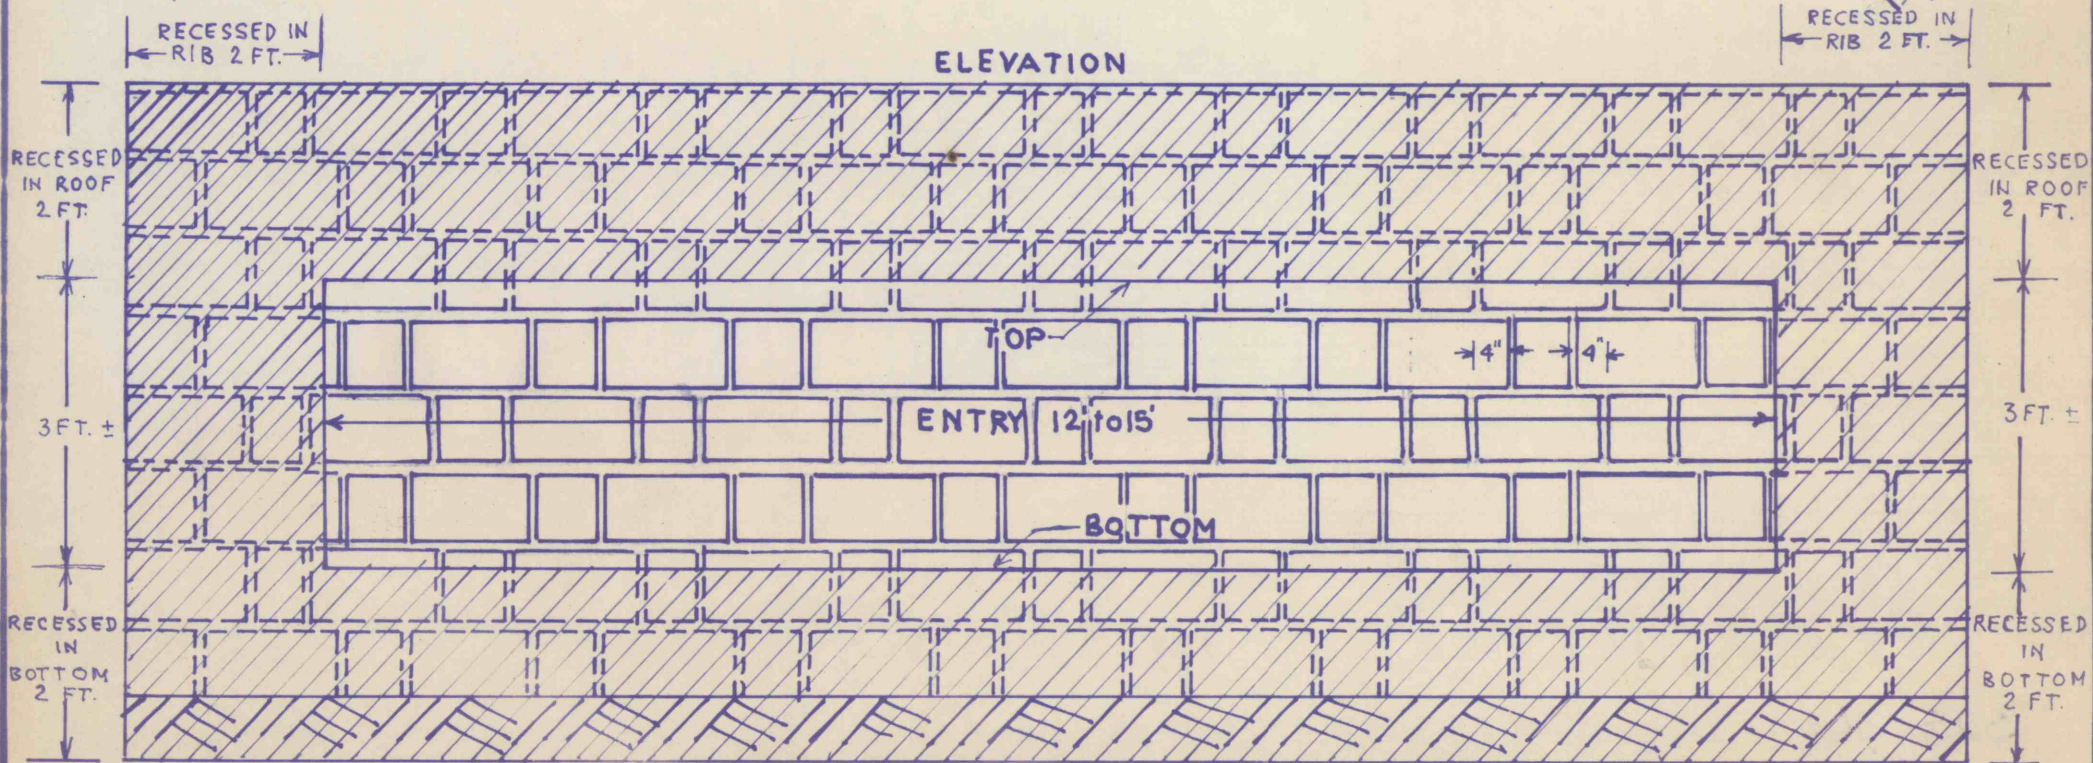 RECESSED IN
RIB 2 FT.
RECESSED IN
RIB 2 FT.
ELEVATION
RECESSED
IN ROOF
2 FT.
RECESSED
IN ROOF
2 FT.
TOP
4"
4"
3 FT. ±
ENTRY 12' to 15'
3 FT. ±
BOTTOM
RECESSED
IN
BOTTOM
2 FT.
RECESSED
IN
BOTTOM
2 FT.